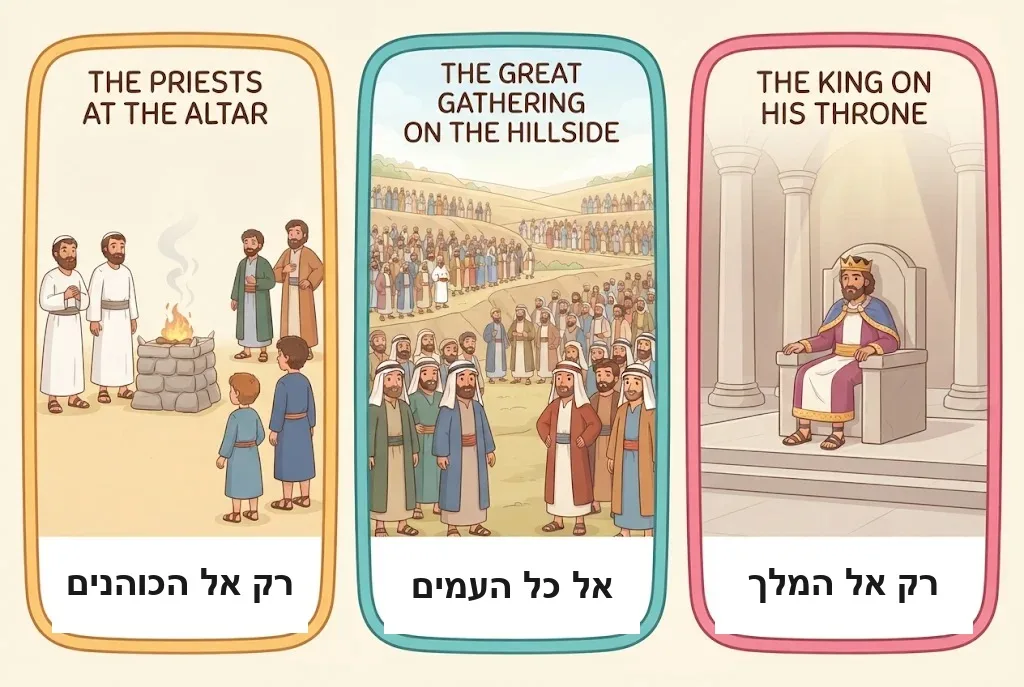 THE PRIESTS
AT THE ALTAR
רק אל הכוהנים
THE GREAT
GATHERING
ON THE HILLSIDE
אל כל העמים
THE KING ON
HIS THRONE
רק אל המלך